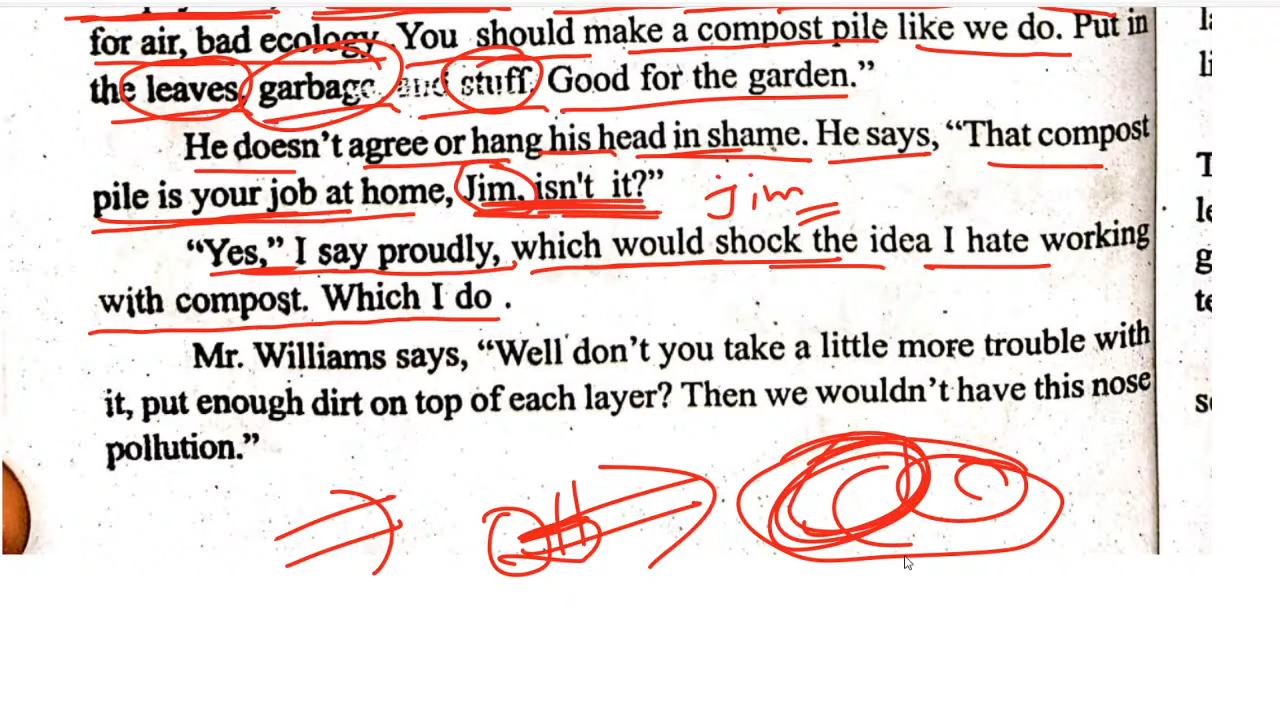 for air, bad ecology. You should make a compost pile like we do. Put in
the leaves, garbage and stuff. Good for the garden.”
He doesn’t agree or hang his head in shame. He says, “That compost
pile is your job at home, Jim, isn't it?”
jim
“Yes,” I say proudly, which would shock the idea I hate working
with compost. Which I do .
Mr. Williams says, “Well don’t you take a little more trouble with
it, put enough dirt on top of each layer? Then we wouldn’t have this nose
pollution.”